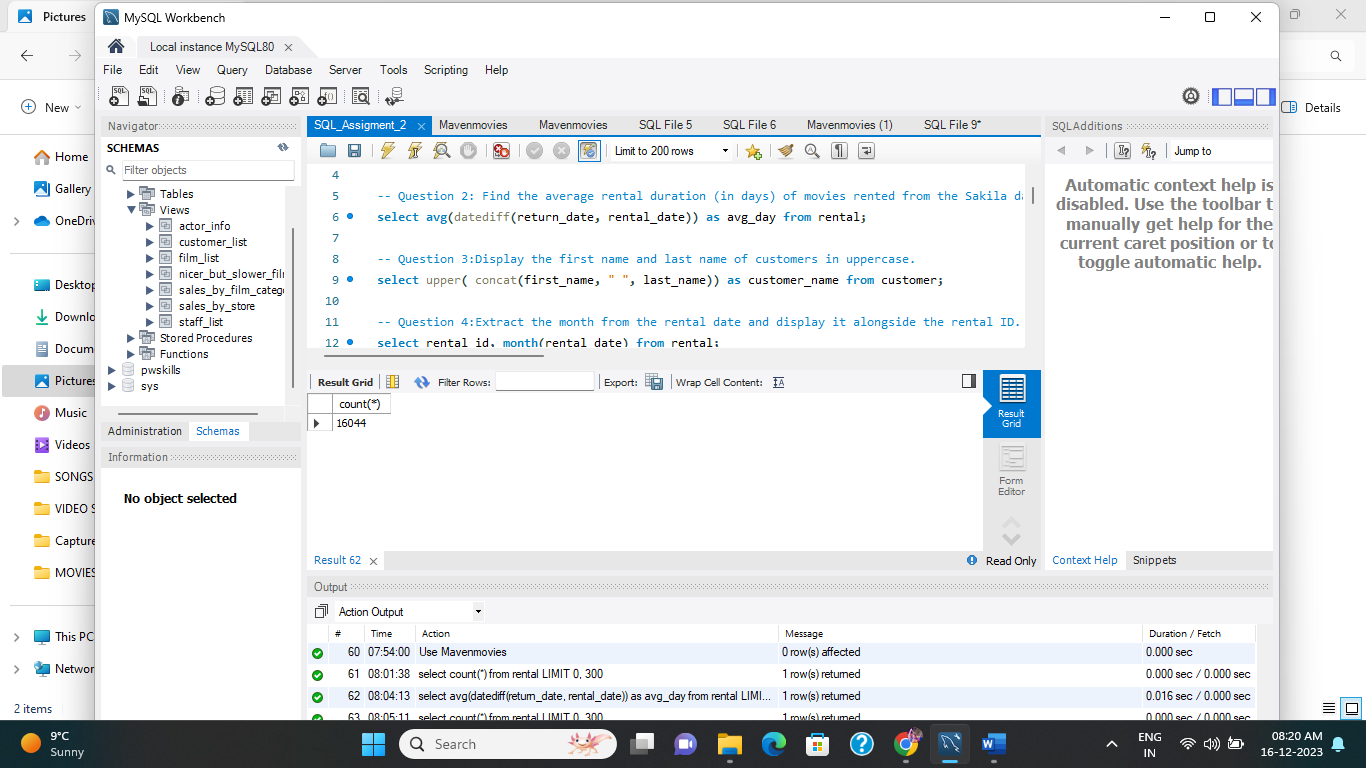 Pictures
MySQL Workbench
Local instance MySQL80
File Edit View Query Database Server Tools Scripting Help
New
Details
Navigator
SCHEMAS
Filter objects
Tables
Views
actor_info
customer_list
film_list
nicer_but_slower_film
sales_by_film_catego
sales_by_store
staff_list
Stored Procedures
Functions
pwskills
sys
Administration Schemas
Information
No object selected
Home
Gallery
OneDriv
Desktop
Downlo
Docum
Pictures
Music
Videos
SONGS
VIDEO S
Capture
MOVIES
This PC
Networ
2 items
SQL_Assigment_2 Mavenmovies Mavenmovies SQL File 5 SQL File 6 Mavenmovies (1) SQL File 9*
Limit to 200 rows
4
5 -- Question 2: Find the average rental duration (in days) of movies rented from the Sakila da
6 select avg(datediff(return_date, rental_date)) as avg_day from rental;
7
8 -- Question 3:Display the first name and last name of customers in uppercase.
9 select upper( concat(first_name, " ", last_name)) as customer_name from customer;
10
11 -- Question 4:Extract the month from the rental date and display it alongside the rental ID.
12 select rental_id, month(rental_date) from rental;
Result Grid Filter Rows: Export: Wrap Cell Content:
count(*)
16044
Result Grid
Form Editor
Result 62
Read Only
SQLAdditions
Jump to
Automatic context help is
disabled. Use the toolbar t
manually get help for the
current caret position or to
toggle automatic help.
Context Help Snippets
Output
Action Output
# Time Action Message Duration / Fetch
60 07:54:00 Use Mavenmovies 0 row(s) affected 0.000 sec
61 08:01:38 select count(*) from rental LIMIT 0, 300 1 row(s) returned 0.000 sec / 0.000 sec
62 08:04:13 select avg(datediff(return_date, rental_date)) as avg_day from rental LIMI... 1 row(s) returned 0.016 sec / 0.000 sec
63 08:05:11 select count(*) from rental LIMIT 0, 300 1 row(s) returned 0.000 sec / 0.000 sec
9°C
Sunny
Search
ENG
IN
08:20 AM
16-12-2023